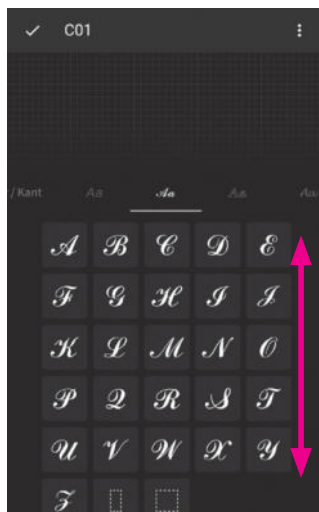 C01
/ Kant Aa Aa Aa Aa
A B C D E
F G H I J
K L M N O
P Q R S T
U V W X Y
Z